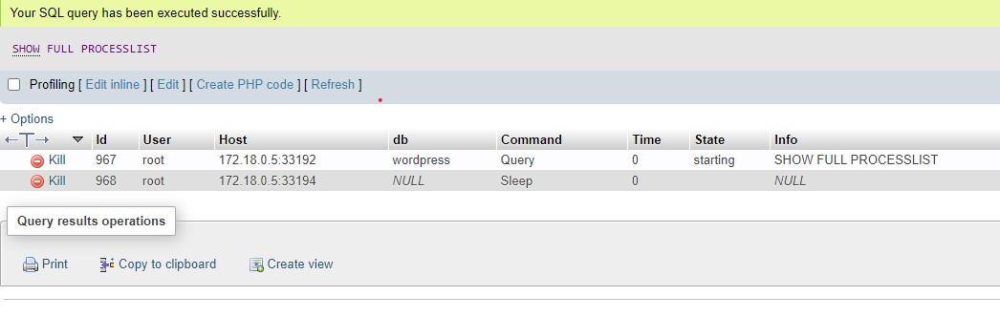 Your SQL query has been executed successfully.
SHOW FULL PROCESSLIST
Profiling [ Edit inline ] [ Edit ] [ Create PHP code ] [ Refresh ]
+ Options
←T→ Id User Host db Command Time State Info
Kill 967 root 172.18.0.5:33192 wordpress Query 0 starting SHOW FULL PROCESSLIST
Kill 968 root 172.18.0.5:33194 NULL Sleep 0 NULL
Query results operations
Print Copy to clipboard Create view